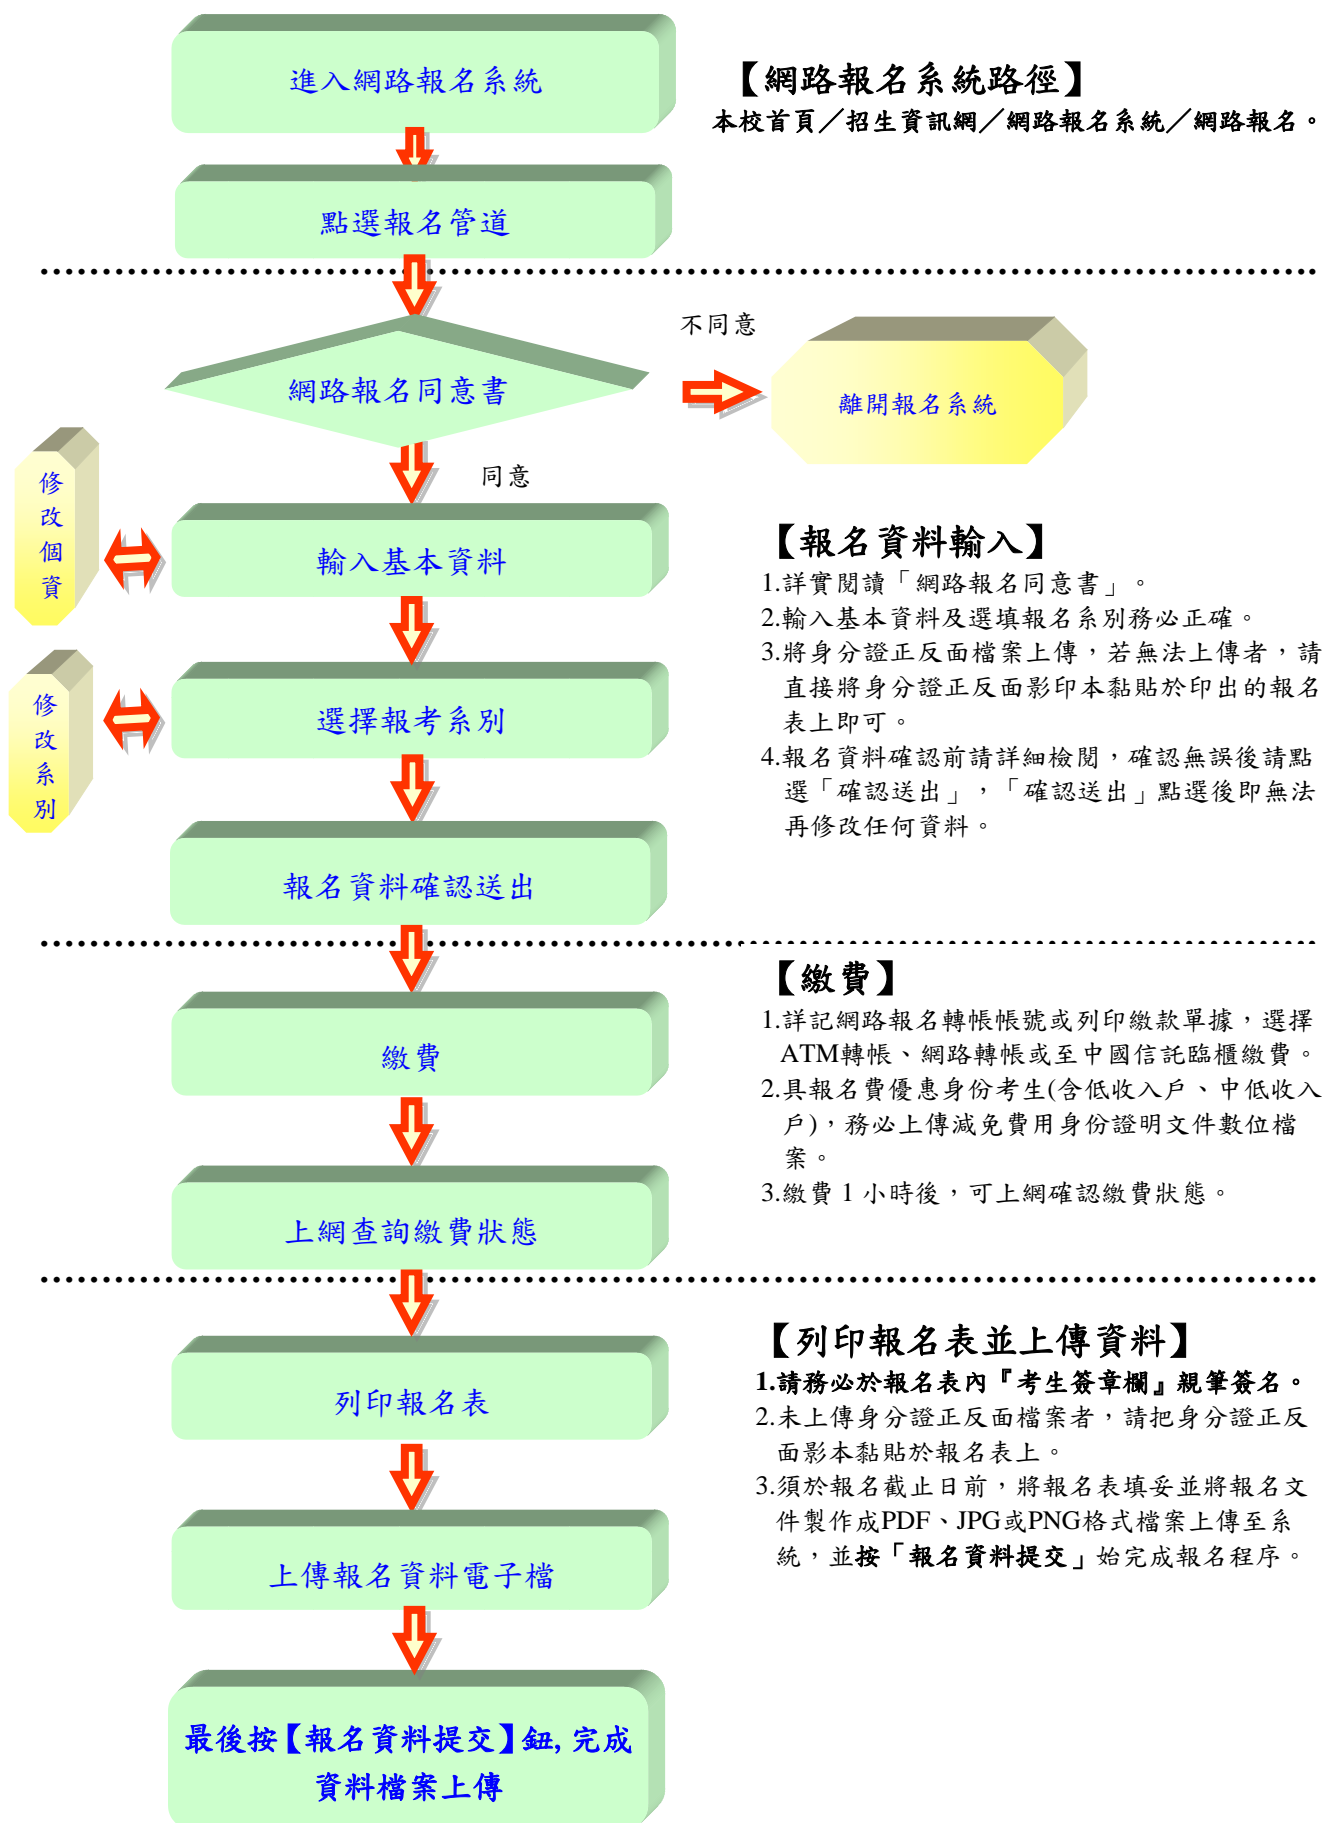 進入網路報名系統
【網路報名系統路徑】
本校首頁／招生資訊網／網路報名系統／網路報名。
點選報名管道
不同意
網路報名同意書
離開報名系統
同意
修
改
個
資
輸入基本資料
【報名資料輸入】
1.詳實閱讀「網路報名同意書」。
2.輸入基本資料及選填報名系別務必正確。
3.將身分證正反面檔案上傳，若無法上傳者，請
直接將身分證正反面影印本黏貼於印出的報名
表上即可。
4.報名資料確認前請詳細檢閱，確認無誤後請點
選「確認送出」，「確認送出」點選後即無法
再修改任何資料。
修
改
系
別
選擇報考系別
報名資料確認送出
【繳費】
1.詳記網路報名轉帳帳號或列印繳款單據，選擇
ATM轉帳、網路轉帳或至中國信託臨櫃繳費。
2.具報名費優惠身份考生(含低收入戶、中低收入
戶)，務必上傳減免費用身份證明文件數位檔
案。
3.繳費 1 小時後，可上網確認繳費狀態。
繳費
上網查詢繳費狀態
【列印報名表並上傳資料】
1.請務必於報名表內『考生簽章欄』親筆簽名。
2.未上傳身分證正反面檔案者，請把身分證正反
面影本黏貼於報名表上。
3.須於報名截止日前，將報名表填妥並將報名文
件製作成PDF、JPG或PNG格式檔案上傳至系
統，並按「報名資料提交」始完成報名程序。
列印報名表
上傳報名資料電子檔
最後按【報名資料提交】鈕, 完成
資料檔案上傳